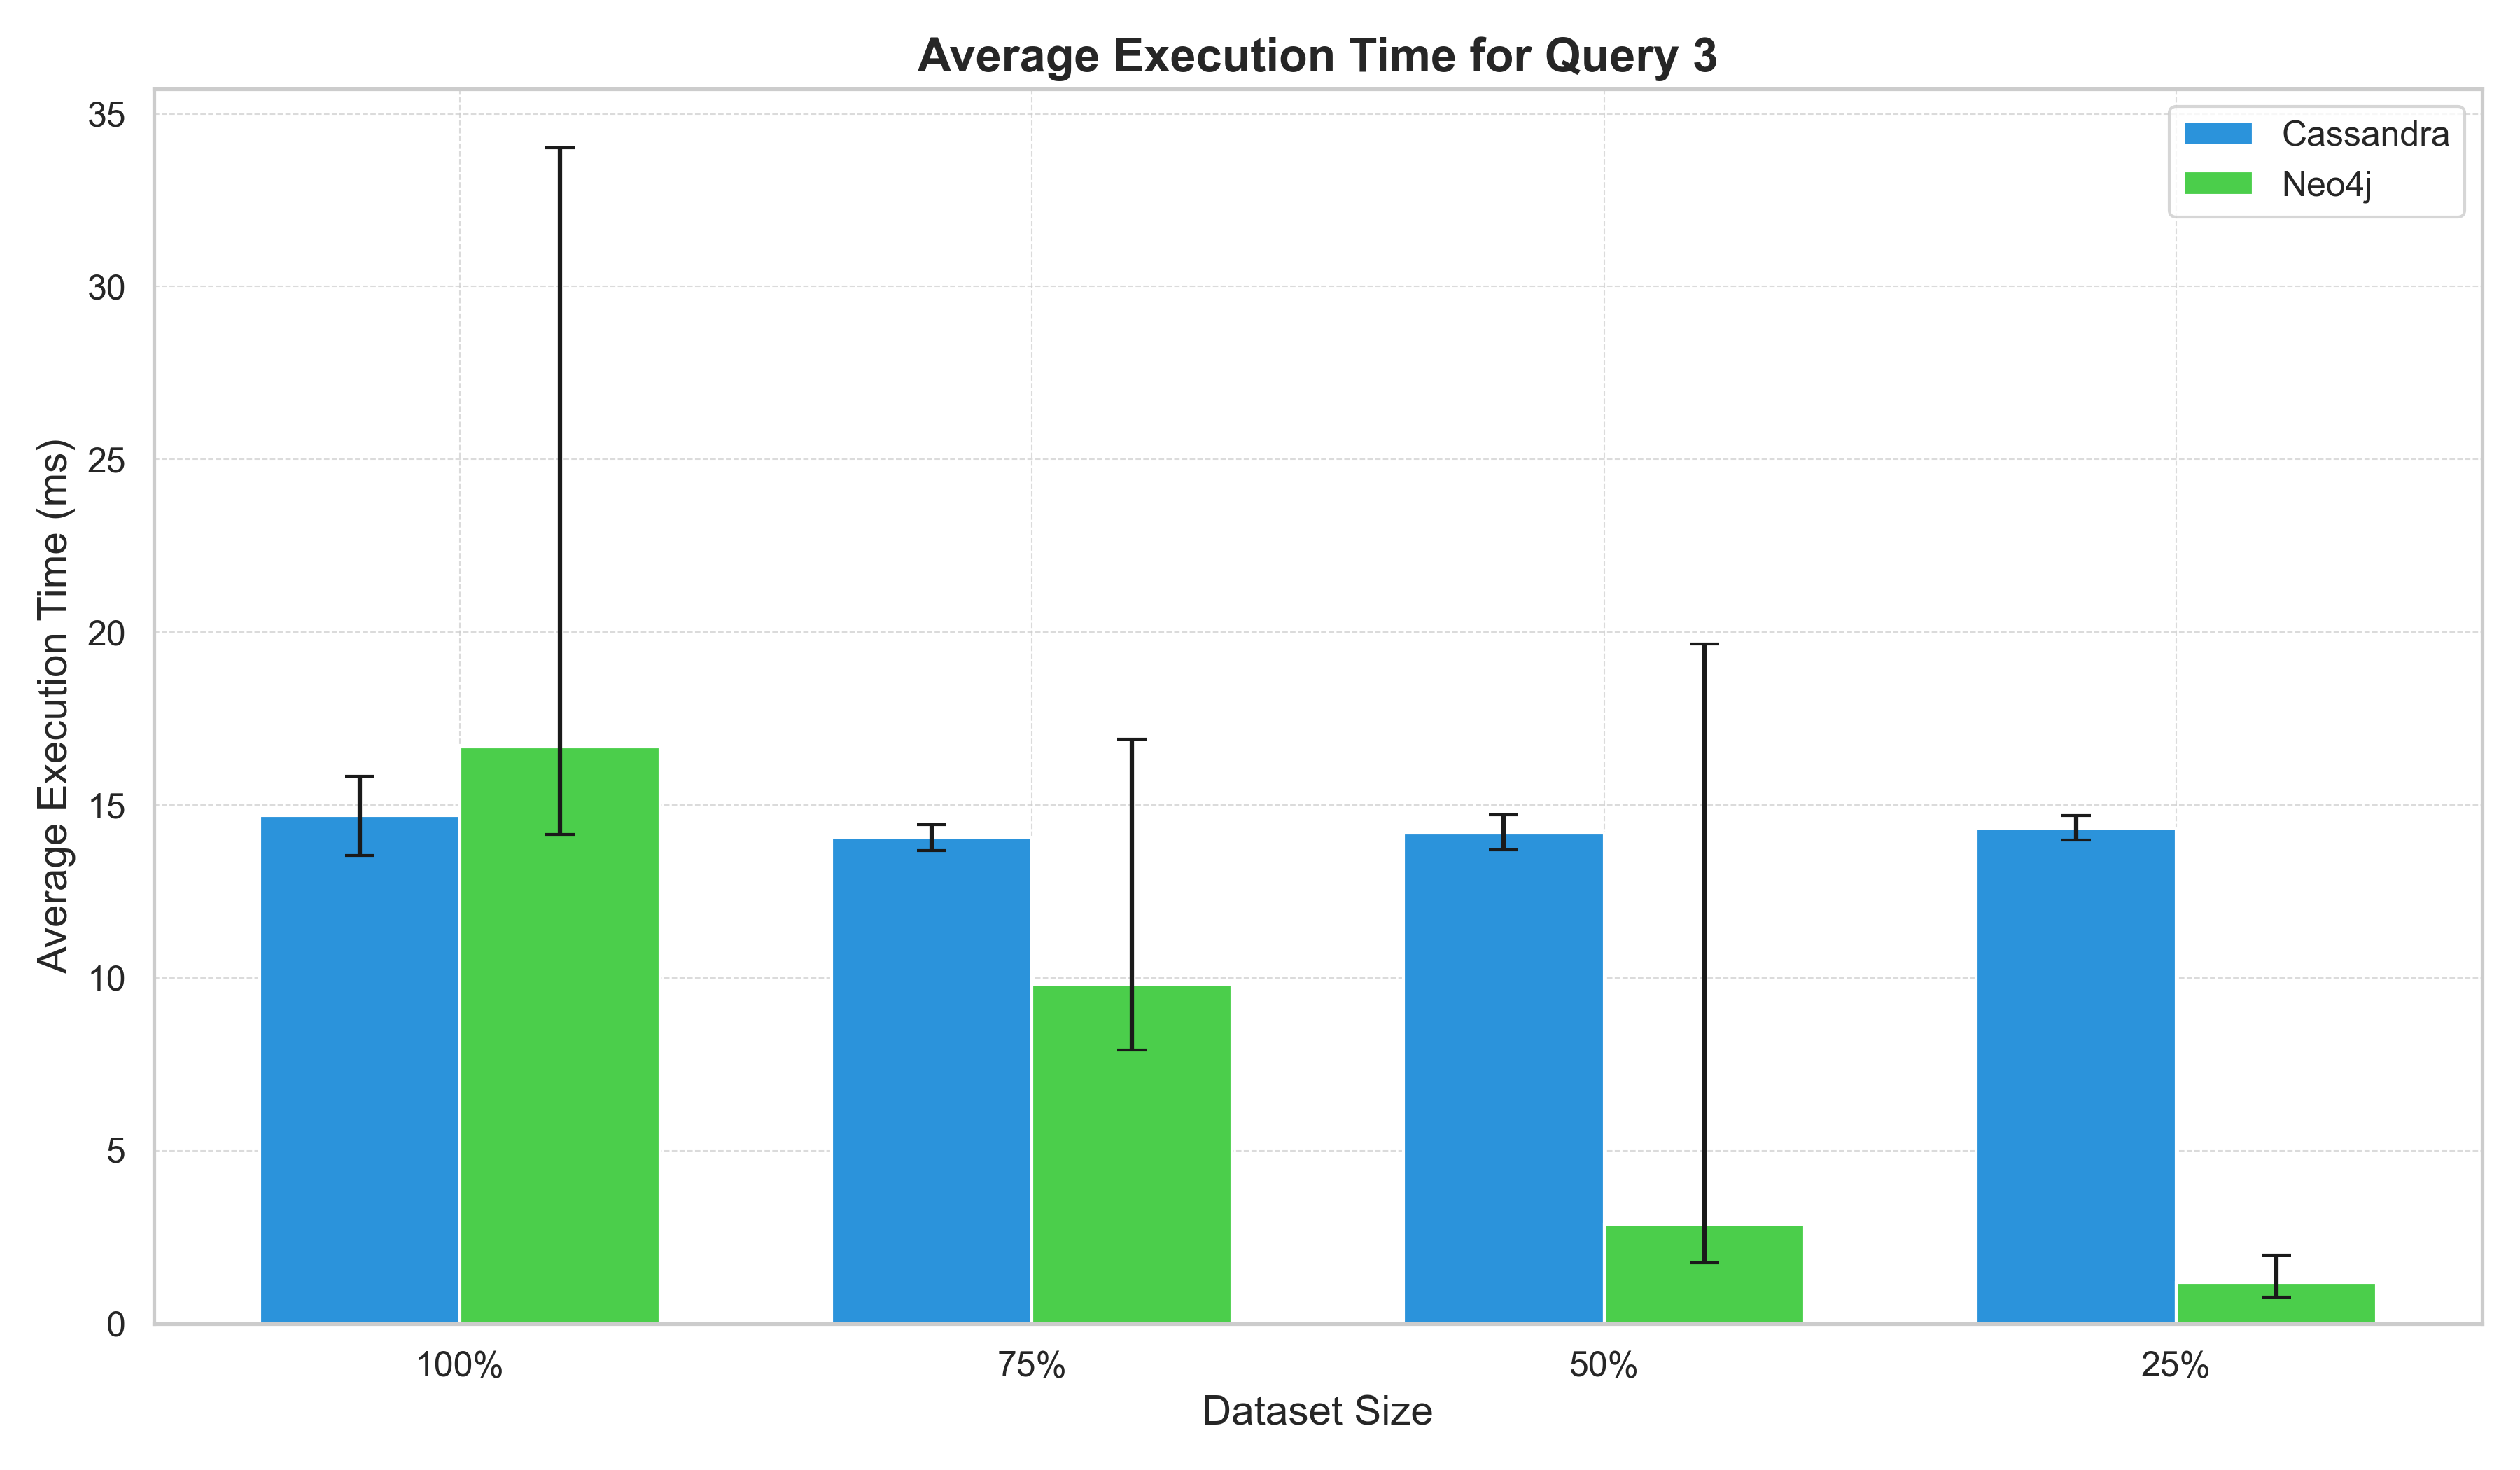 Average Execution Time for Query 3
Cassandra
Neo4j
Average Execution Time (ms)
35
30
25
20
15
10
5
0
100%
75%
50%
25%
Dataset Size